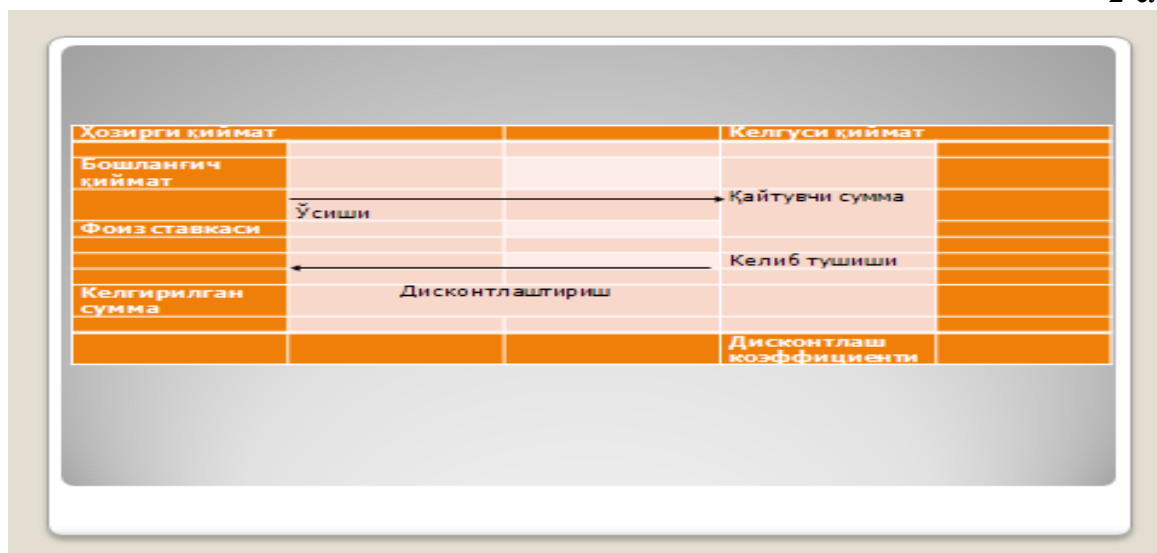 Ҳозирги қиймат Келгуси қиймат
Бошланғич
қиймат
Қайтувчи сумма
Ўсиши
Фоиз ставкаси
Келиб тушиши
Келгирилган Дисконтлаштириш
сумма
Дисконтлаш
коэффициенти